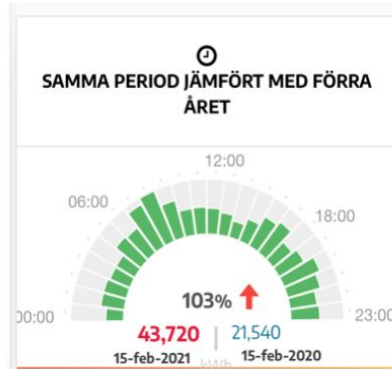 SAMMA PERIOD JÄMFÖRT MED FÖRRA
ÅRET
12:00
06:00
18:00
00:00
23:00
103%
43,720 | 21,540
15-feb-2021 kWh 15-feb-2020